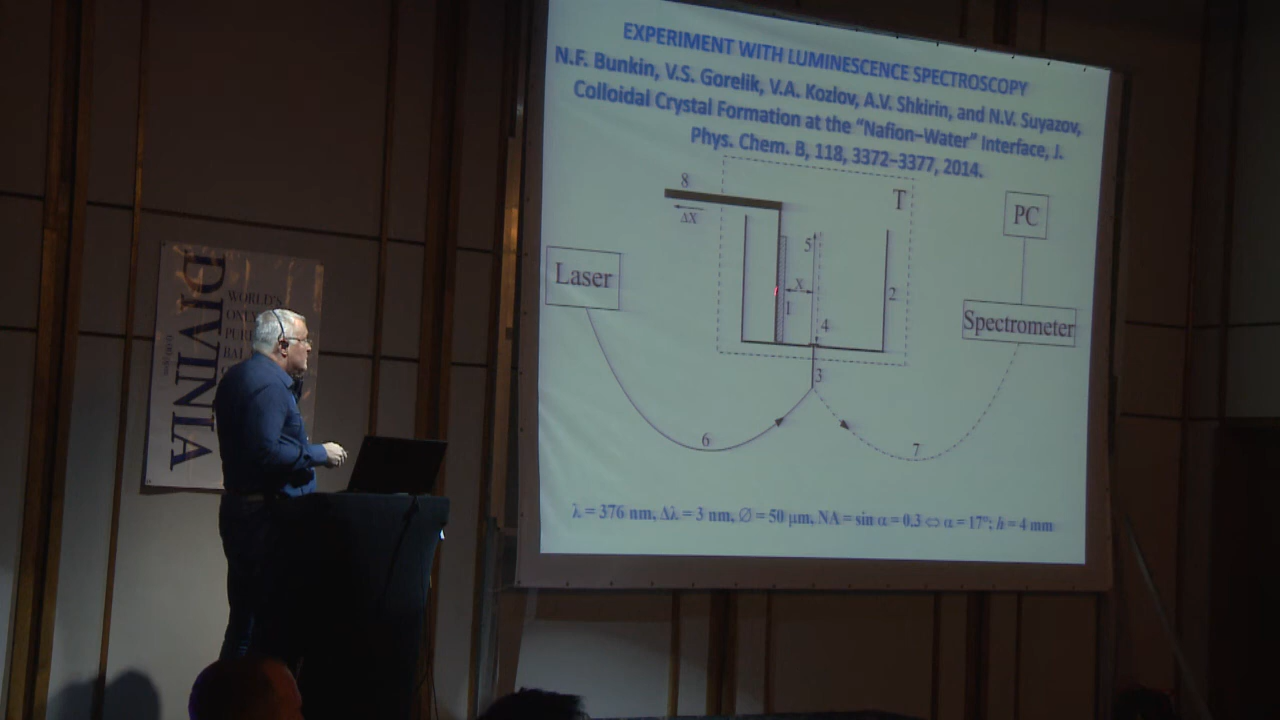 EXPERIMENT WITH LUMINESCENCE SPECTROSCOPY
N.F. Bunkin, V.S. Gorelik, V.A. Kozlov, A.V. Shkirin, and N.V. Suyazov,
Colloidal Crystal Formation at the “Nafion–Water” Interface, J.
Phys. Chem. B, 118, 3372–3377, 2014.
8
ΔX
T
PC
5
Laser
X
1
2
Spectrometer
4
3
6
7
λ = 376 nm, Δλ = 3 nm, ∅ = 50 μm, NA = sin α = 0.3 ⇔ α = 17°; h = 4 mm
DIVINIA
WORLD'S
ONLY
PURE